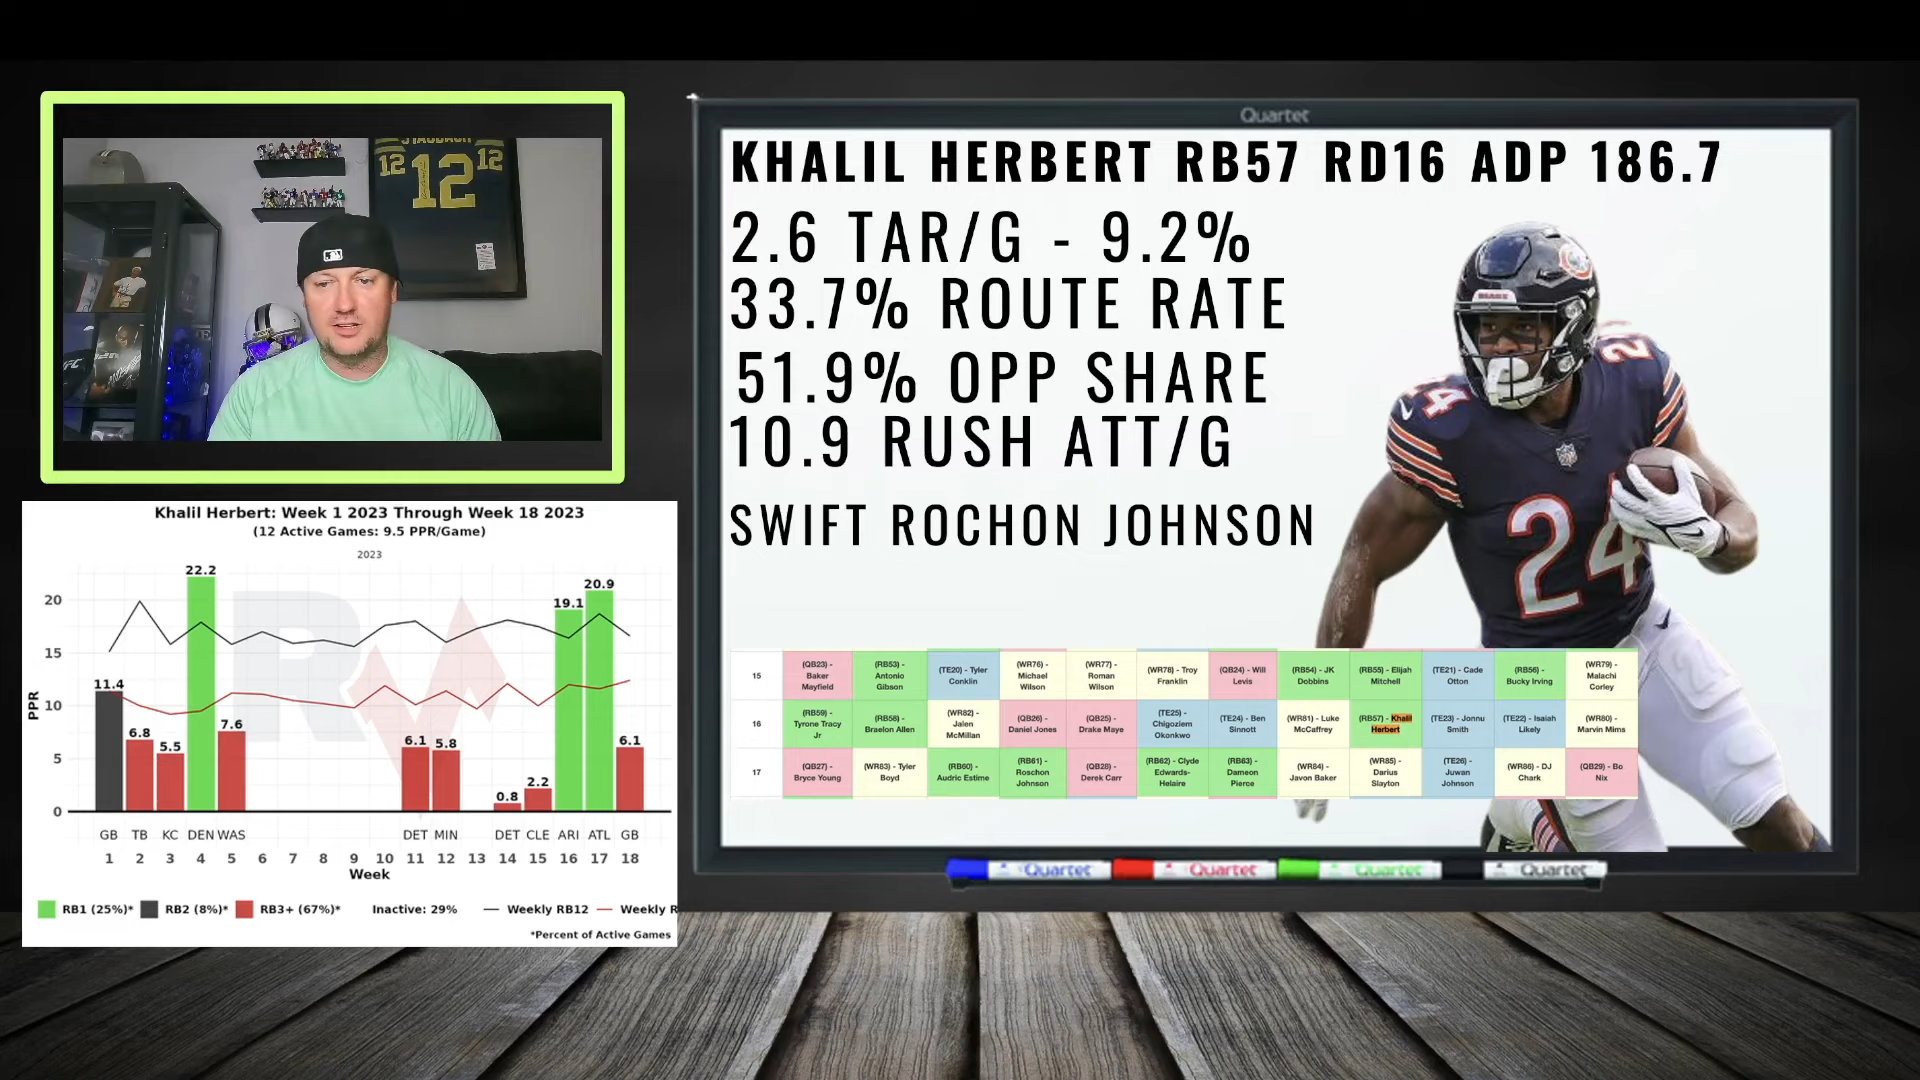 Quartet
KHALIL HERBERT RB57 RD16 ADP 186.7
2.6 TAR/G - 9.2%
33.7% ROUTE RATE
51.9% OPP SHARE
10.9 RUSH ATT/G
SWIFT ROCHON JOHNSON
12 12 12
24
24
BEARS
15
(QB23) - Baker Mayfield
(RB53) - Antonio Gibson
(TE20) - Tyler Conklin
(WR76) - Michael Wilson
(WR77) - Roman Wilson
(WR78) - Troy Franklin
(QB24) - Will Levis
(RB54) - JK Dobbins
(RB55) - Elijah Mitchell
(TE21) - Cade Otton
(RB56) - Bucky Irving
(WR79) - Malachi Corley
16
(RB59) - Tyrone Tracy Jr
(RB58) - Braelon Allen
(WR82) - Jalen McMillan
(QB26) - Daniel Jones
(QB25) - Drake Maye
(TE25) - Chigoziem Okonkwo
(TE24) - Ben Sinnott
(WR81) - Luke McCaffrey
(RB57) - Khalil Herbert
(TE23) - Jonnu Smith
(TE22) - Isaiah Likely
(WR80) - Marvin Mims
17
(QB27) - Bryce Young
(WR83) - Tyler Boyd
(RB60) - Audric Estime
(RB61) - Roschon Johnson
(QB28) - Derek Carr
(RB62) - Clyde Edwards-Helaire
(RB63) - Dameon Pierce
(WR84) - Javon Baker
(WR85) - Darius Slayton
(TE26) - Juwan Johnson
(WR86) - DJ Chark
(QB29) - Bo Nix
Quartet Quartet Quartet Quartet
Khalil Herbert: Week 1 2023 Through Week 18 2023
(12 Active Games: 9.5 PPR/Game)
2023
PPR
20
15
10
5
0
11.4 6.8 5.5 22.2 7.6 6.1 5.8 0.8 2.2 19.1 20.9 6.1
GB TB KC DEN WAS DET MIN DET CLE ARI ATL GB
1 2 3 4 5 6 7 8 9 10 11 12 13 14 15 16 17 18
Week
RB1 (25%)* RB2 (8%)* RB3+ (67%)* Inactive: 29% Weekly RB12 Weekly R
*Percent of Active Games